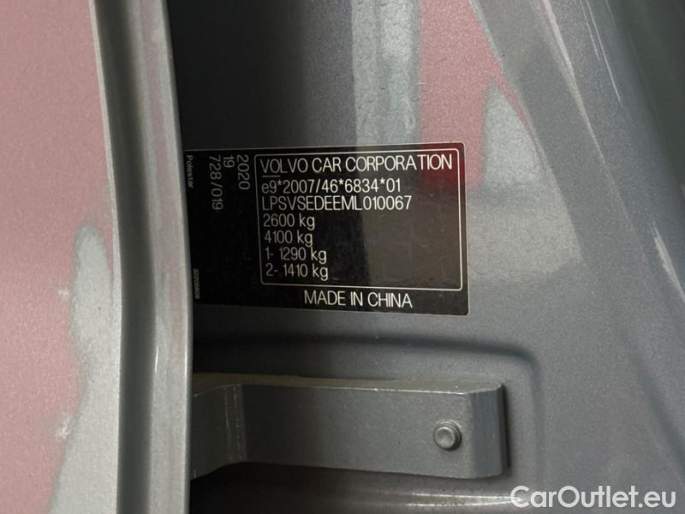 VOLVO CAR CORPORATION
e9*2007/46*6834*01
LPSVSEDEEML010067
2600 kg
4100 kg
1- 1290 kg
2- 1410 kg
MADE IN CHINA
2020
19
728/019
Polestar
CarOutlet.eu